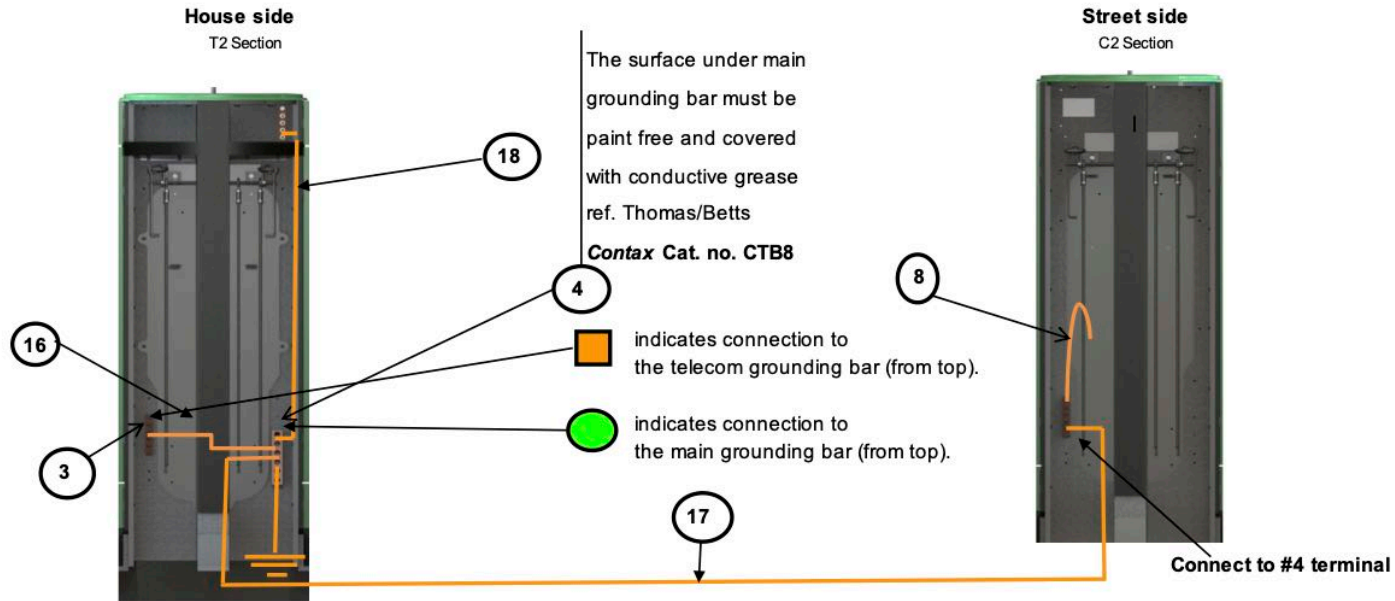 House side
T2 Section
Street side
C2 Section
The surface under main
grounding bar must be
paint free and covered
with conductive grease
ref. Thomas/Betts
Contax Cat. no. CTB8
18
4
8
16
indicates connection to
the telecom grounding bar (from top).
indicates connection to
the main grounding bar (from top).
3
17
Connect to #4 terminal